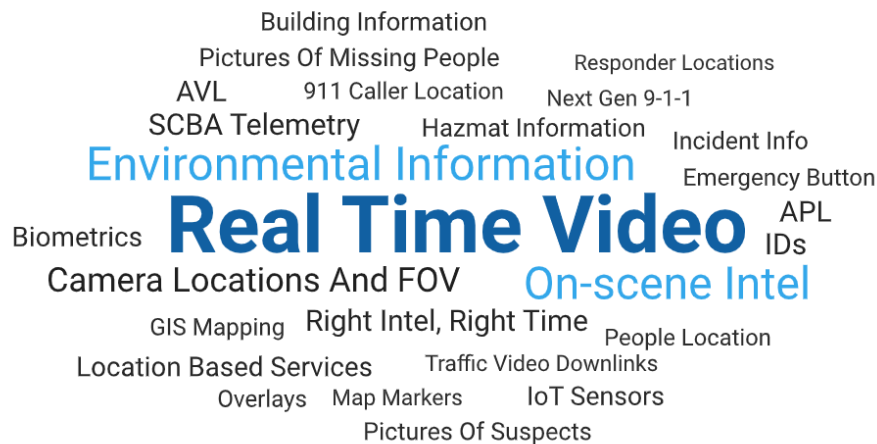 Building Information
Pictures Of Missing People
Responder Locations
AVL
911 Caller Location
Next Gen 9-1-1
SCBA Telemetry
Hazmat Information
Incident Info
Environmental Information
Emergency Button
Real Time Video
APL
Biometrics
IDs
Camera Locations And FOV
On-scene Intel
GIS Mapping
Right Intel, Right Time
People Location
Location Based Services
Traffic Video Downlinks
Overlays
Map Markers
IoT Sensors
Pictures Of Suspects